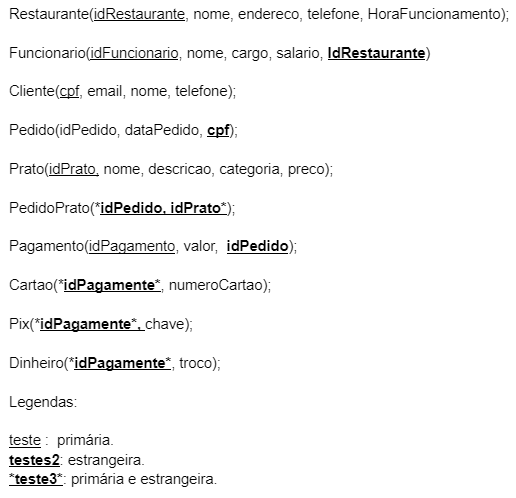 Restaurante(idRestaurante, nome, endereco, telefone, HoraFuncionamento);
Funcionario(idFuncionario, nome, cargo, salario, IdRestaurante)
Cliente(cpf, email, nome, telefone);
Pedido(idPedido, dataPedido, cpf);
Prato(idPrato, nome, descricao, categoria, preco);
PedidoPrato(*idPedido, idPrato*);
Pagamento(idPagamento, valor, idPedido);
Cartao(*idPagamente*, numeroCartao);
Pix(*idPagamente*, chave);
Dinheiro(*idPagamente*, troco);
Legendas:
teste : primária.
testes2: estrangeira.
*teste3*: primária e estrangeira.